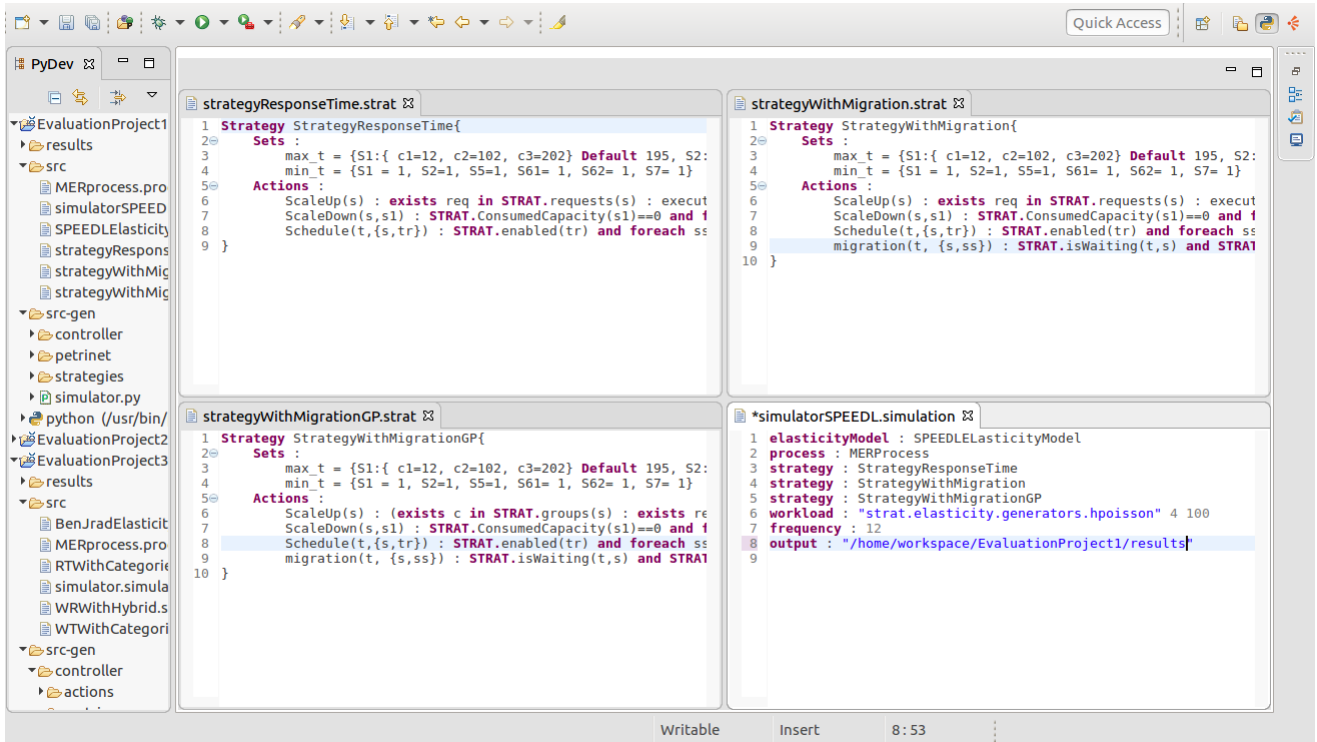 Quick Access
PyDev
EvaluationProject1
results
src
MERprocess.pro
simulatorSPEED
SPEEDLElasticity
strategyRespons
strategyWithMig
strategyWithMig
src-gen
controller
petrinet
strategies
simulator.py
python (/usr/bin/
EvaluationProject2
EvaluationProject3
results
src
BenJradElasticit
MERprocess.pro
RTWithCategorie
simulator.simula
WRWithHybrid.s
WTWithCategori
src-gen
controller
actions
strategyResponseTime.strat
1 Strategy StrategyResponseTime{
2 Sets :
3 max_t = {S1:{ c1=12, c2=102, c3=202} Default 195, S2:
4 min_t = {S1 = 1, S2=1, S5=1, S61= 1, S62= 1, S7= 1}
5 Actions :
6 ScaleUp(s) : exists req in STRAT.requests(s) : execut
7 ScaleDown(s,s1) : STRAT.ConsumedCapacity(s1)==0 and f
8 Schedule(t,{s,tr}) : STRAT.enabled(tr) and foreach ss
9 }
strategyWithMigration.strat
1 Strategy StrategyWithMigration{
2 Sets :
3 max_t = {S1:{ c1=12, c2=102, c3=202} Default 195, S2:
4 min_t = {S1 = 1, S2=1, S5=1, S61= 1, S62= 1, S7= 1}
5 Actions :
6 ScaleUp(s) : exists req in STRAT.requests(s) : execut
7 ScaleDown(s,s1) : STRAT.ConsumedCapacity(s1)==0 and f
8 Schedule(t,{s,tr}) : STRAT.enabled(tr) and foreach ss
9 migration(t, {s,ss}) : STRAT.isWaiting(t,s) and STRAT
10 }
strategyWithMigrationGP.strat
1 Strategy StrategyWithMigrationGP{
2 Sets :
3 max_t = {S1:{ c1=12, c2=102, c3=202} Default 195, S2:
4 min_t = {S1 = 1, S2=1, S5=1, S61= 1, S62= 1, S7= 1}
5 Actions :
6 ScaleUp(s) : (exists c in STRAT.groups(s) : exists re
7 ScaleDown(s,s1) : STRAT.ConsumedCapacity(s1)==0 and f
8 Schedule(t,{s,tr}) : STRAT.enabled(tr) and foreach ss
9 migration(t, {s,ss}) : STRAT.isWaiting(t,s) and STRAT
10 }
*simulatorSPEEDL.simulation
1 elasticityModel : SPEEDLELasticityModel
2 process : MERProcess
3 strategy : StrategyResponseTime
4 strategy : StrategyWithMigration
5 strategy : StrategyWithMigrationGP
6 workload : "strat.elasticity.generators.hpoisson" 4 100
7 frequency : 12
8 output : "/home/workspace/EvaluationProject1/results"
9
Writable Insert 8:53